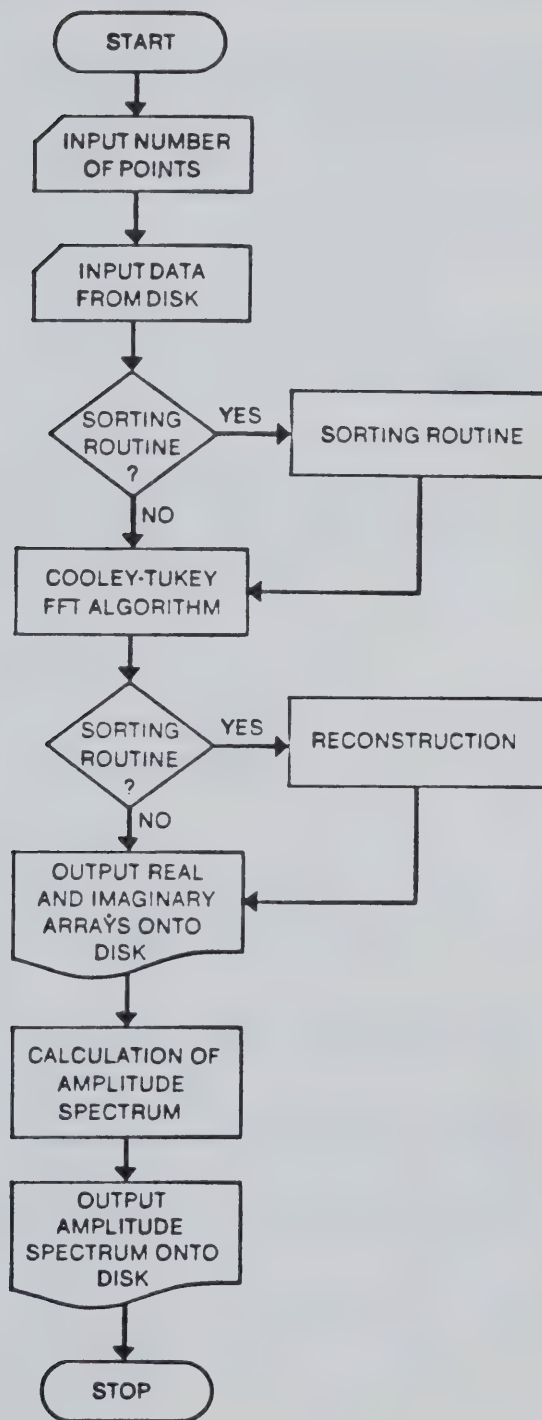 START
INPUT NUMBER
OF POINTS
INPUT DATA
FROM DISK
SORTING
ROUTINE
?
YES
SORTING ROUTINE
NO
COOLEY-TUKEY
FFT ALGORITHM
SORTING
ROUTINE
?
YES
RECONSTRUCTION
NO
OUTPUT REAL
AND IMAGINARY
ARRAYS ONTO
DISK
CALCULATION OF
AMPLITUDE
SPECTRUM
OUTPUT
AMPLITUDE
SPECTRUM ONTO
DISK
STOP